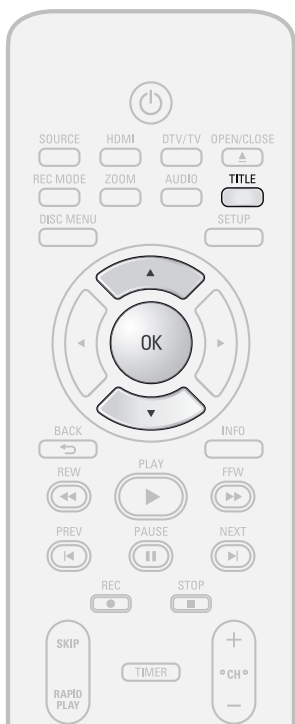 SOURCE HDMI DTV/TV OPEN/CLOSE
REC MODE ZOOM AUDIO TITLE
DISC MENU SETUP
OK
BACK INFO
REW PLAY FFW
PREV PAUSE NEXT
REC STOP
SKIP
TIMER
CH
RAPID
PLAY